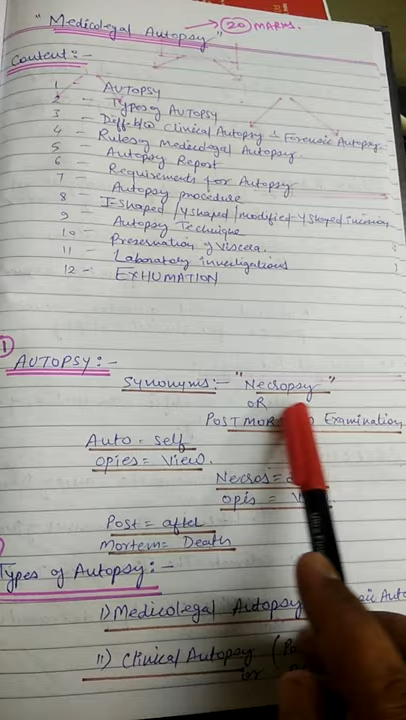 "Medicolegal Autopsy" → 20 MARKS.
Content:-
1 - AUTOPSY
2 - Types of AUTOPSY
3 - Diff. b/w Clinical Autopsy & Forensic Autopsy.
4 - Rules of Medicolegal Autopsy.
5 - Autopsy Report
6 - Requirements for Autopsy
7 - Autopsy procedure
8 - I-shaped / Y shaped / modified-Y shaped incision
9 - Autopsy Technique
10 - Preservation of viscera.
11 - Laboratory investigations
12 - EXHUMATION
1
AUTOPSY:-
Synonyms:- "Necropsy"
OR
POST Examination
Auto = self
opies = View.
Necros =
opis =
Post = after
Mortem = Death
Types of Autopsy:-
i) Medicolegal Autopsy
ii) Clinical Autopsy (
or